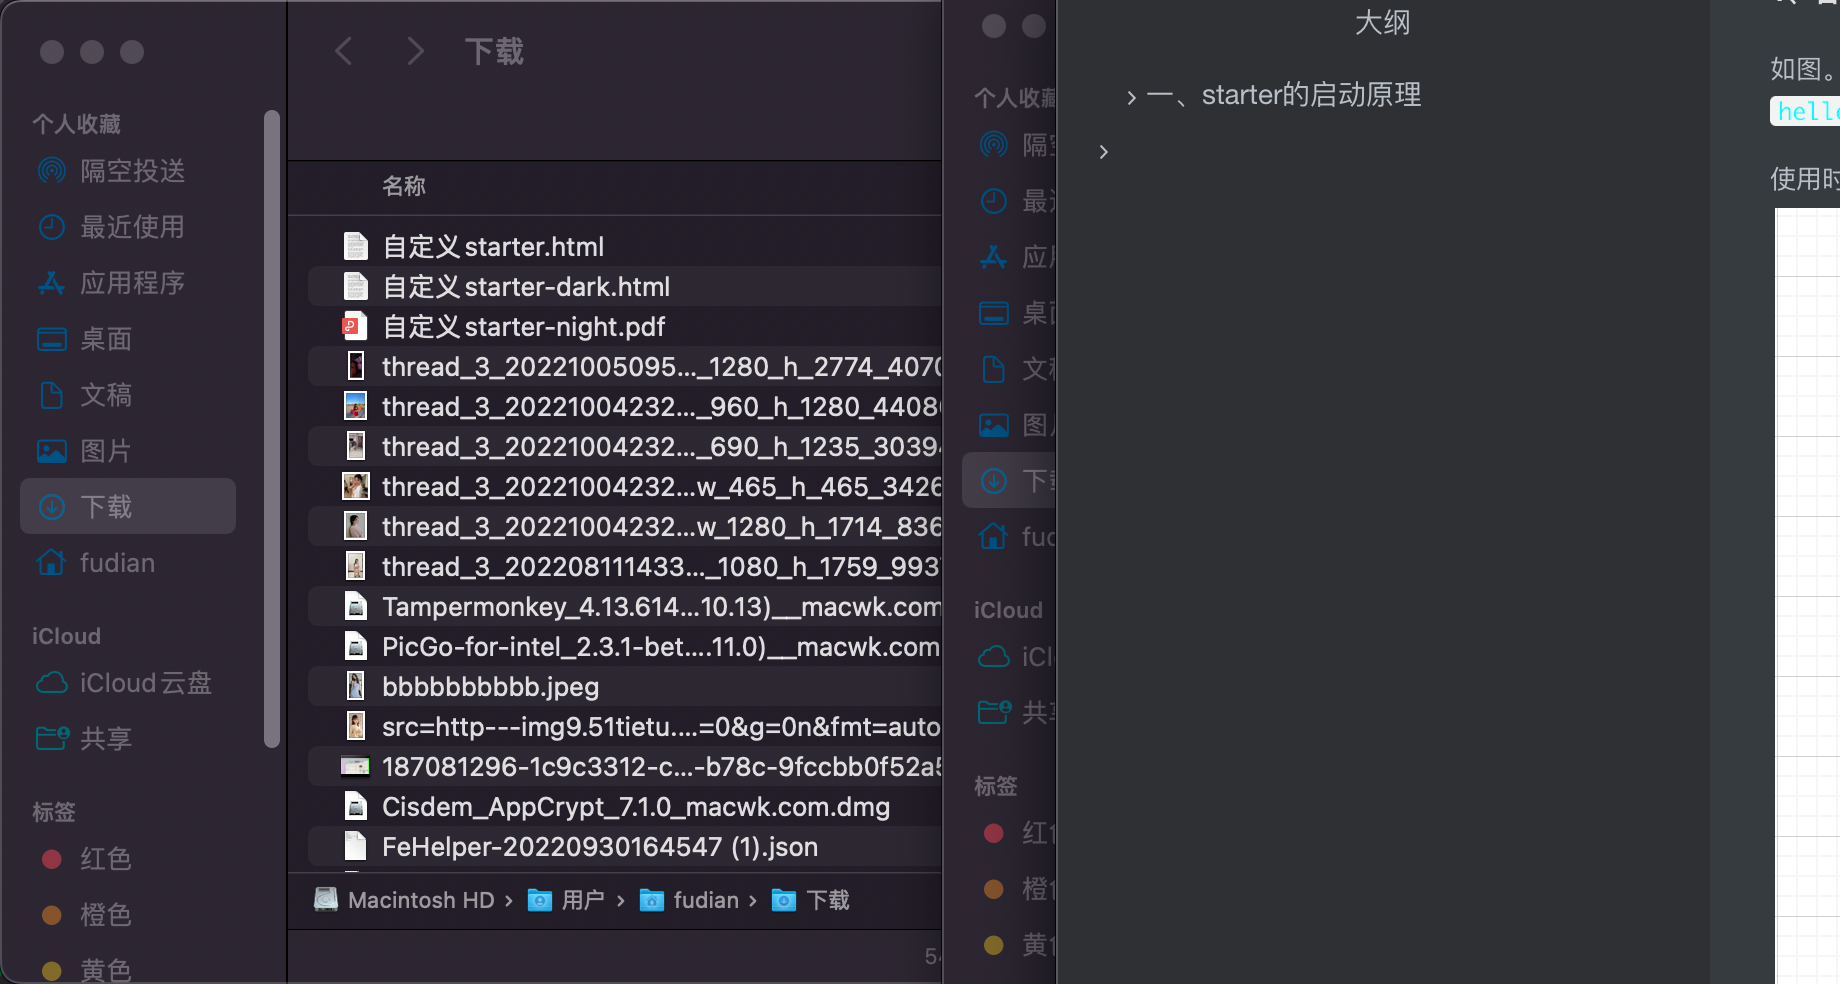 下载
个人收藏
隔空投送
最近使用
应用程序
桌面
文稿
图片
下载
fudian
iCloud
iCloud云盘
共享
标签
红色
橙色
黄色
名称
自定义starter.html
自定义starter-dark.html
自定义starter-night.pdf
thread_3_20221005095..._1280_h_2774_4070
thread_3_20221004232..._960_h_1280_4408
thread_3_20221004232..._690_h_1235_3039
thread_3_20221004232...w_465_h_465_3426
thread_3_20221004232...w_1280_h_1714_836
thread_3_202208111433..._1080_h_1759_993
Tampermonkey_4.13.614...10.13)__macwk.com
PicGo-for-intel_2.3.1-bet....11.0)__macwk.com
bbbbbbbbbb.jpeg
src=http---img9.51tietu....=0&g=0n&fmt=auto
187081296-1c9c3312-c...-b78c-9fccbb0f52a5
Cisdem_AppCrypt_7.1.0_macwk.com.dmg
FeHelper-20220930164547 (1).json
Macintosh HD › 用户 › fudian › 下载
5
个人收藏
隔
最
应
桌
文
图
下
fud
iCloud
iCl
共
标签
红
橙
黄
大纲
一、starter的启动原理
如图。
hello
使用时